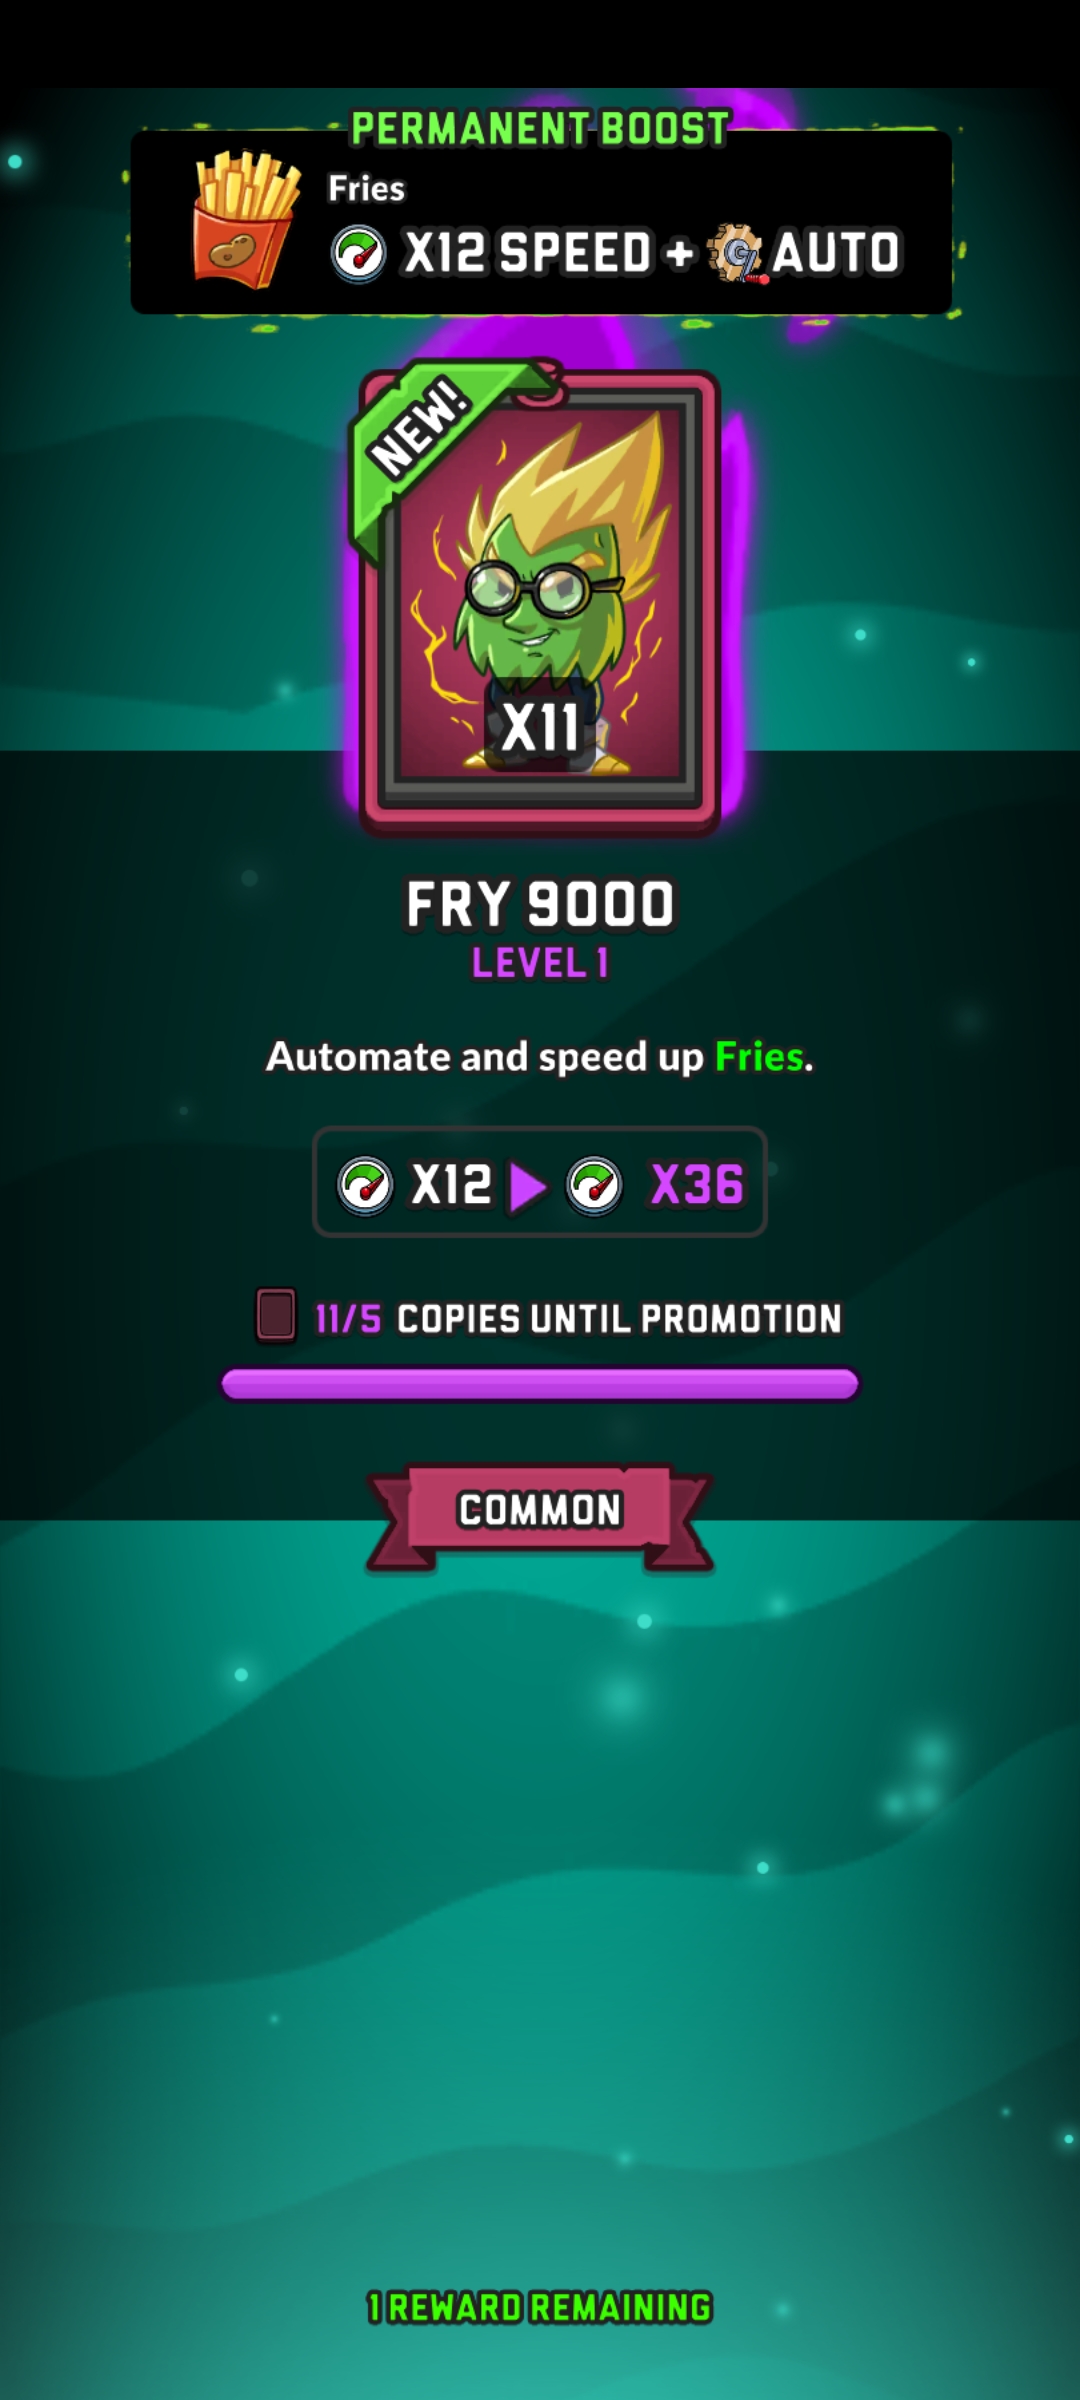 PERMANENT BOOST
Fries
X12 SPEED + AUTO
NEW!
X11
FRY 9000
LEVEL 1
Automate and speed up Fries.
X12 X36
11/5 COPIES UNTIL PROMOTION
COMMON
1 REWARD REMAINING